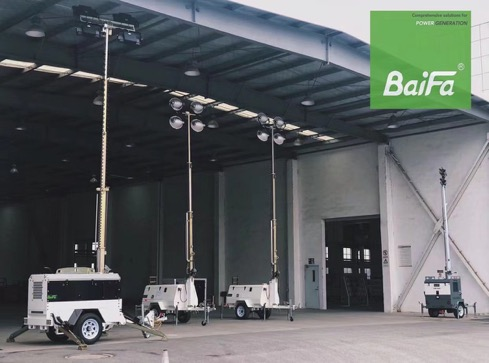 Comprehensive solutions for
POWER GENERATION
BaiFa®